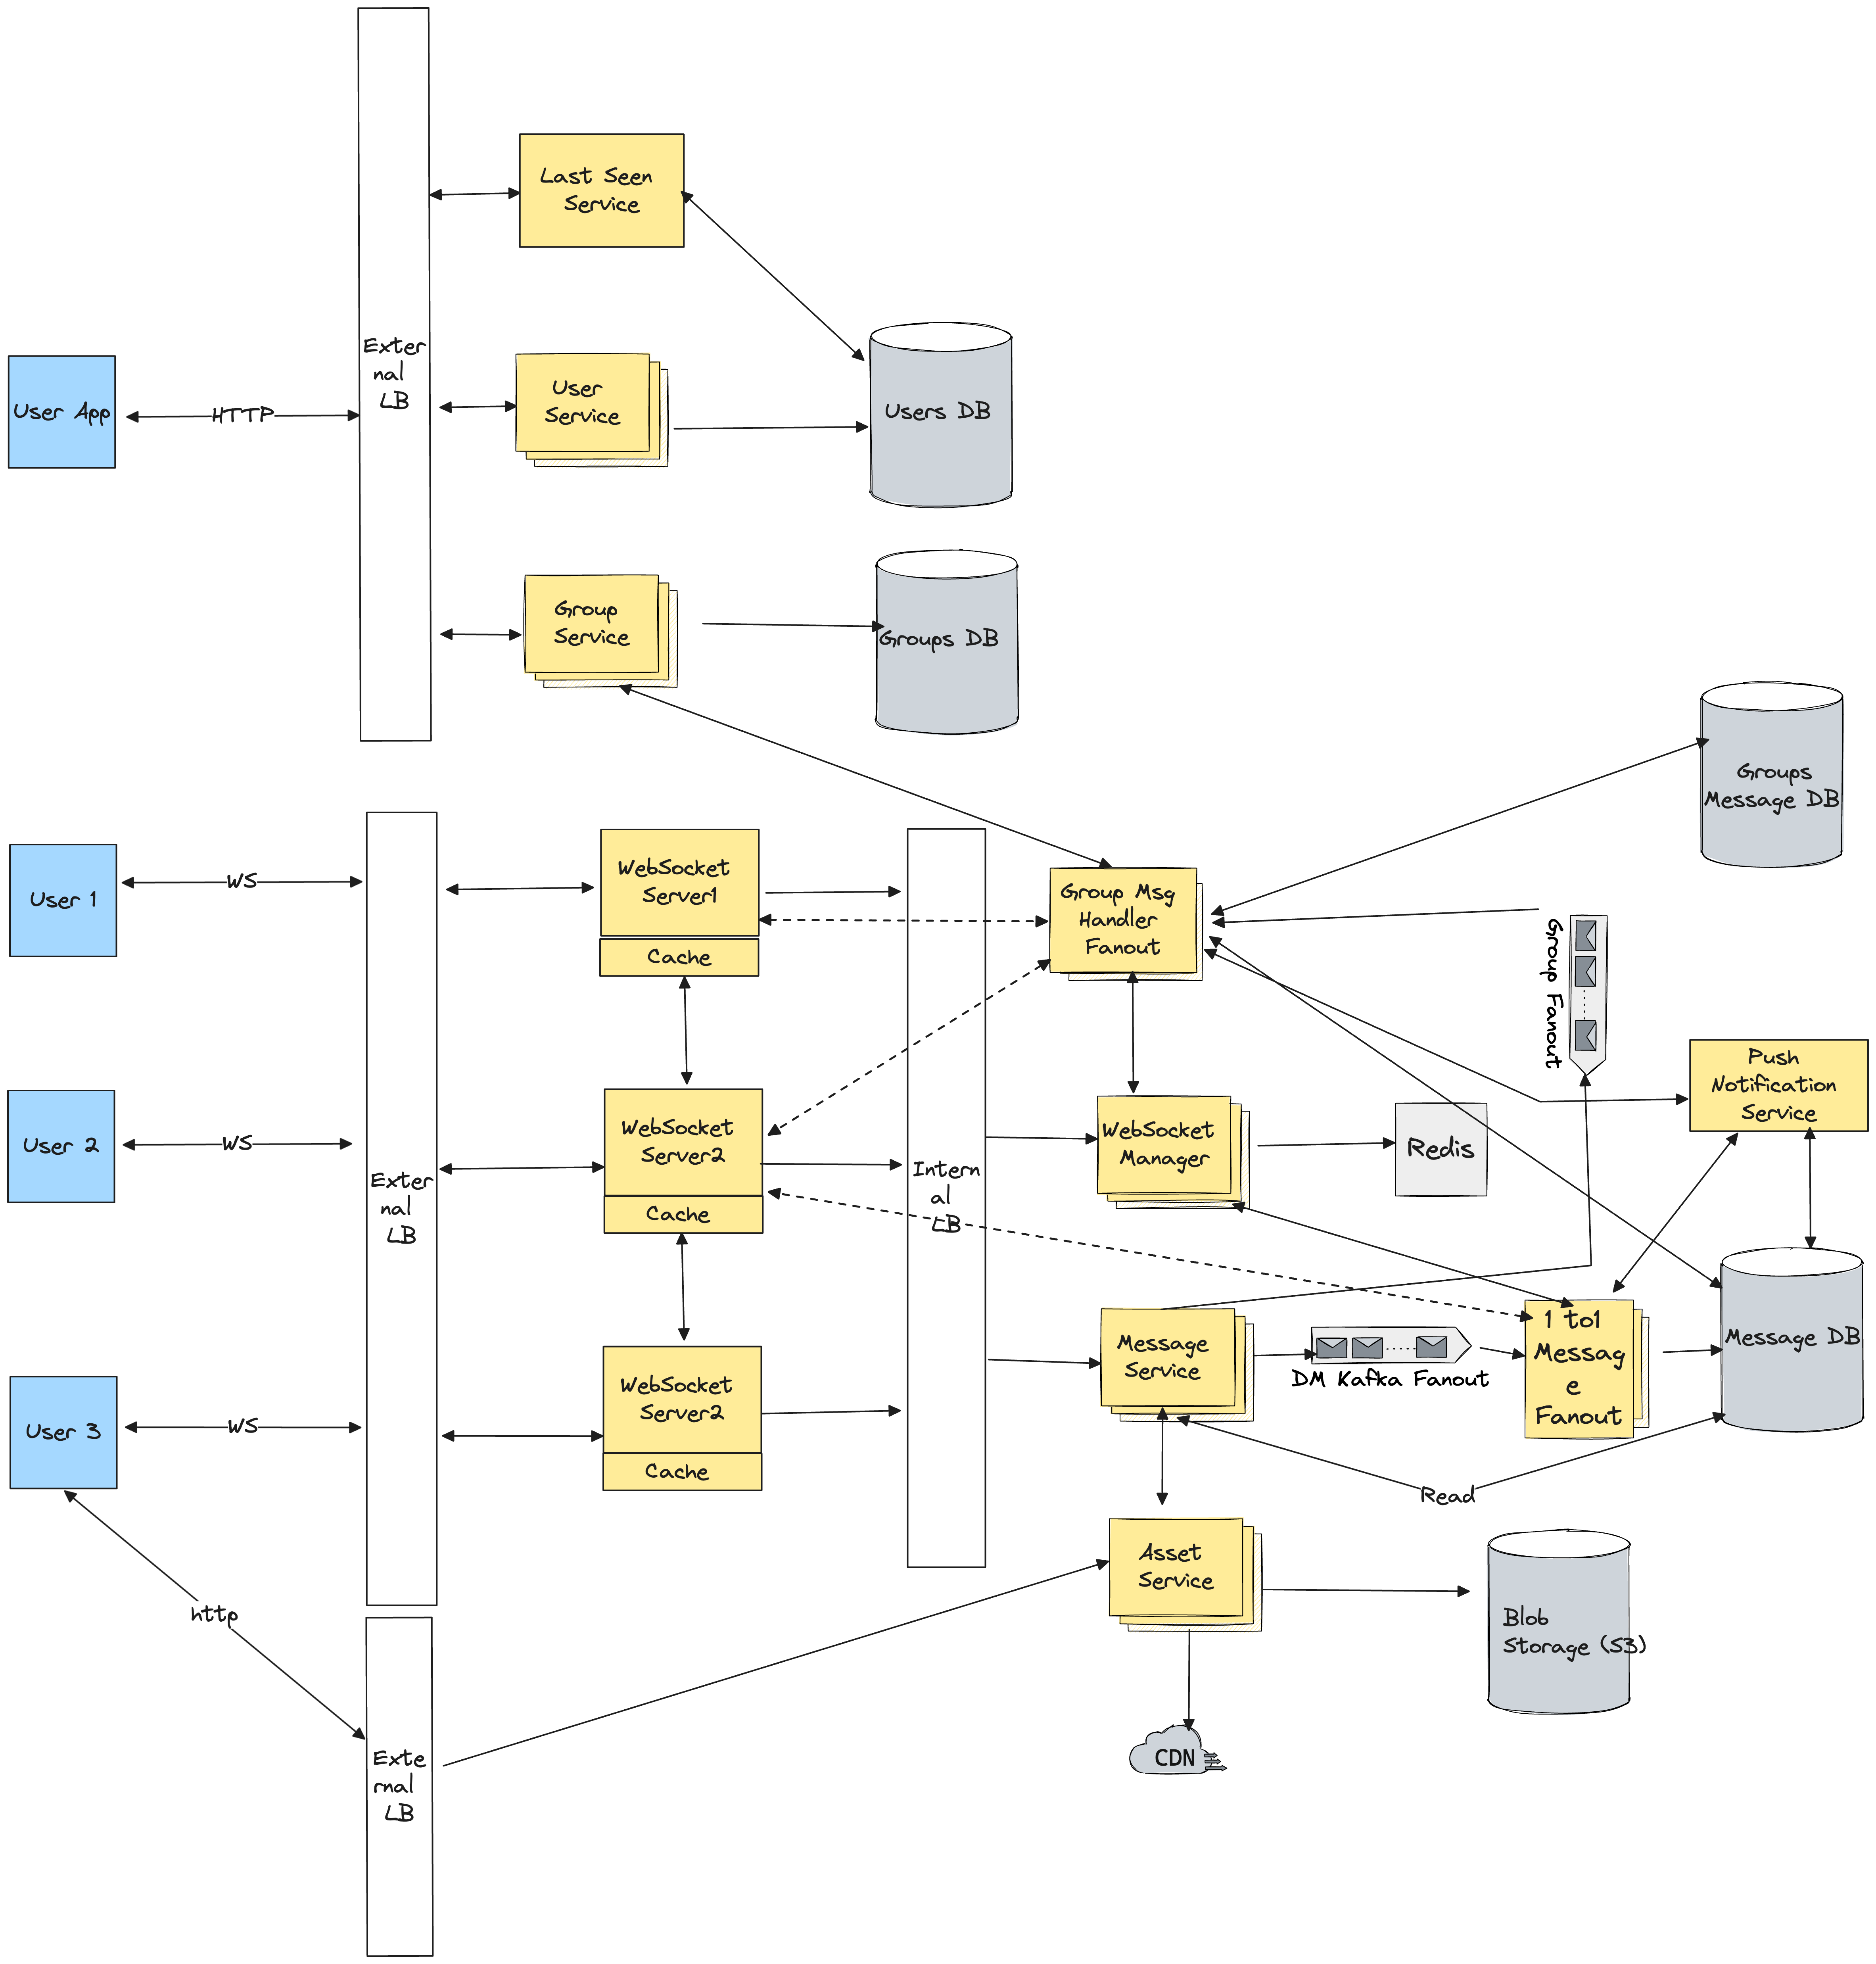 Last Seen
Service
Exter
nal
LB
User App
HTTP
User
Service
Users DB
Group
Service
Groups DB
Groups
Message DB
User 1
WS
WebSocket
Server1
Cache
Group Msg
Handler
Fanout
Group Fanout
Push
Notification
Service
User 2
WS
Exter
nal
LB
WebSocket
Server2
Cache
Intern
al
LB
WebSocket
Manager
Redis
User 3
WS
WebSocket
Server2
Cache
Message
Service
DM Kafka Fanout
1 to1
Messag
e
Fanout
Message DB
Read
Asset
Service
Blob
Storage (S3)
http
Exte
rnal
LB
CDN